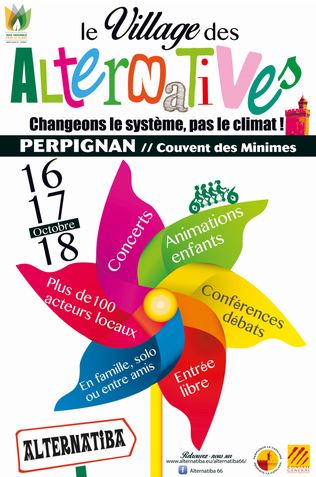 le Village des
ALTERNATIVES
Changeons le système, pas le climat !
PERPIGNAN // Couvent des Minimes
16
17
Octobre
18
Concerts
Animations
enfants
Plus de 100
acteurs locaux
Conférences
débats
En famille, solo
ou entre amis
Entrée
libre
ALTERNATIBA
Retrouvez-nous sur
www.alternatiba.eu/alternatiba66/
Alternatiba 66